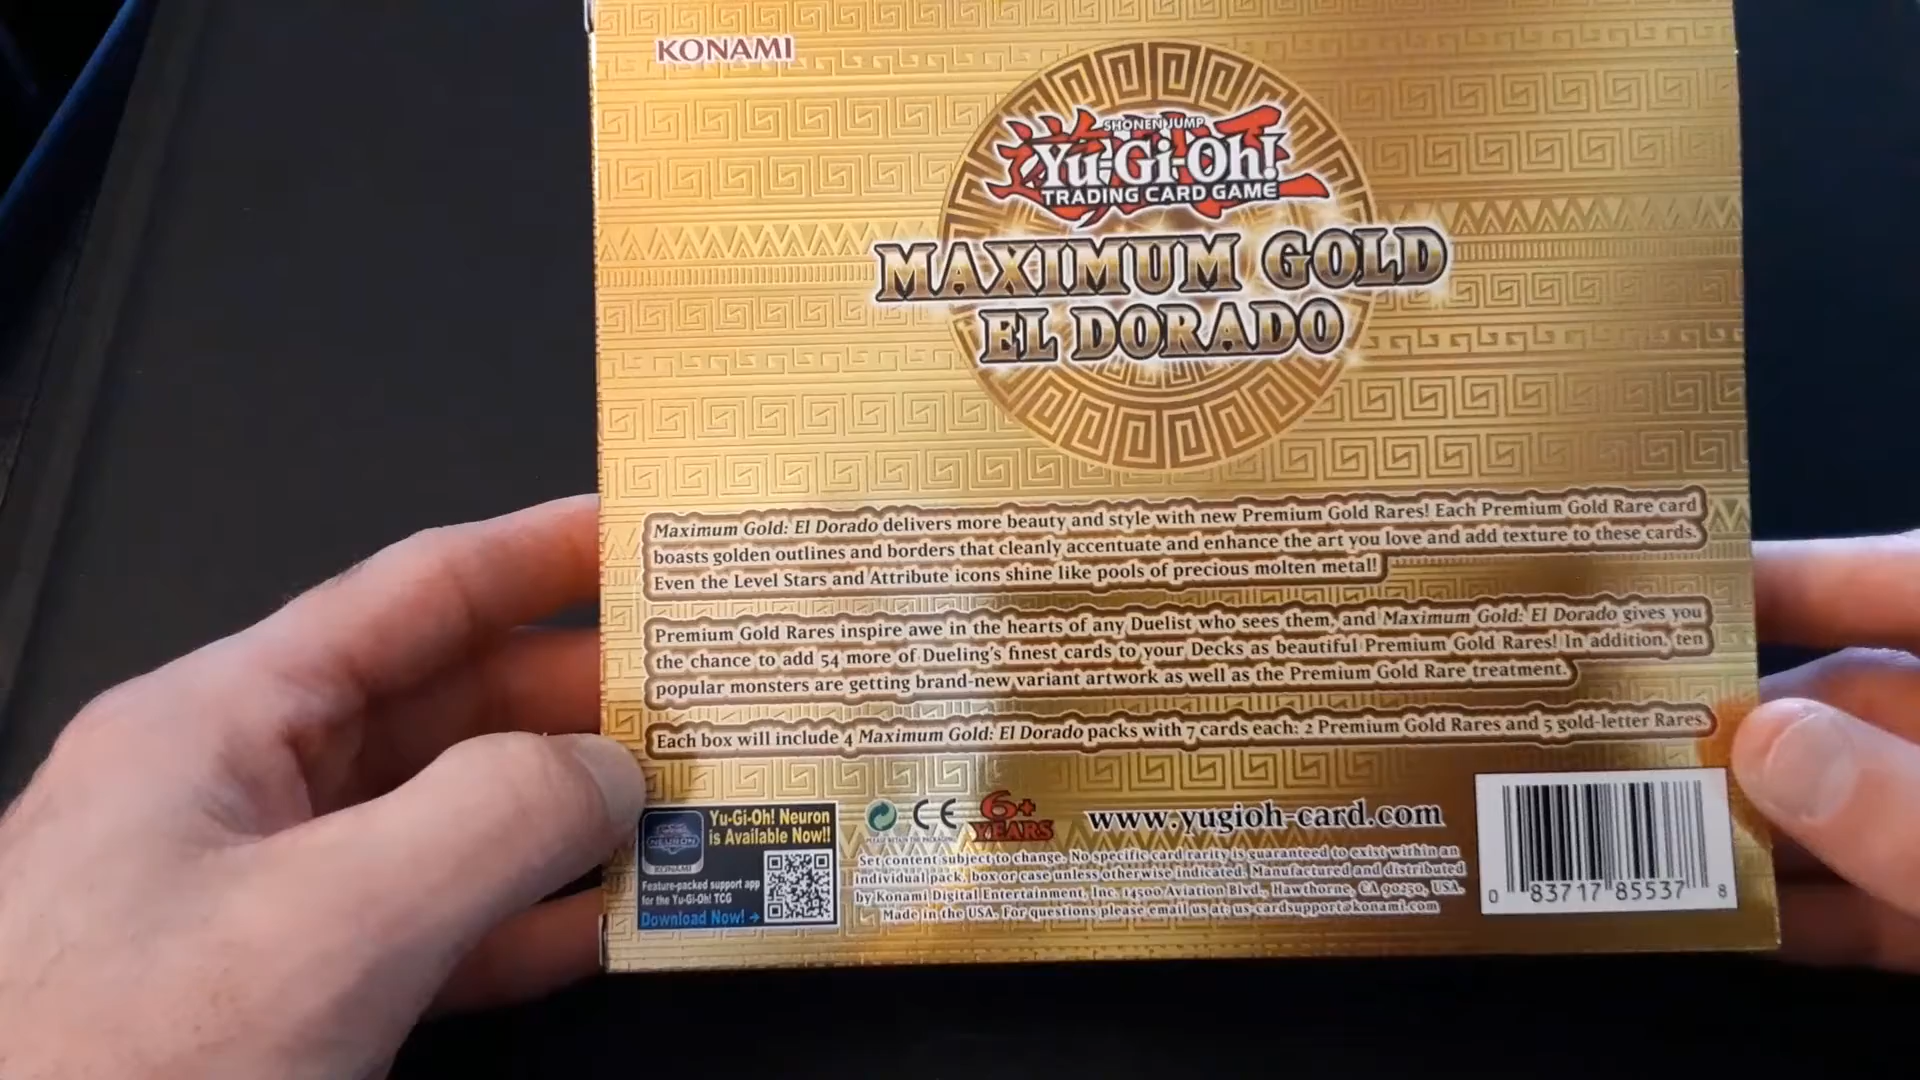 KONAMI
SHONEN JUMP
Yu-Gi-Oh!
TRADING CARD GAME
MAXIMUM GOLD
EL DORADO
Maximum Gold: El Dorado delivers more beauty and style with new Premium Gold Rares! Each Premium Gold Rare card
boasts golden outlines and borders that cleanly accentuate and enhance the art you love and add texture to these cards.
Even the Level Stars and Attribute icons shine like pools of precious molten metal!
Premium Gold Rares inspire awe in the hearts of any Duelist who sees them, and Maximum Gold: El Dorado gives you
the chance to add 54 more of Dueling's finest cards to your Decks as beautiful Premium Gold Rares! In addition, ten
popular monsters are getting brand-new variant artwork as well as the Premium Gold Rare treatment.
Each box will include 4 Maximum Gold: El Dorado packs with 7 cards each: 2 Premium Gold Rares and 5 gold-letter Rares.
Yu-Gi-Oh! Neuron
is Available Now!!
NEURON
KONAMI
Feature-packed support app
for the Yu-Gi-Oh! TCG
Download Now!
PLEASE RETAIN THE PACKAGING
CE
6+
YEARS
www.yugioh-card.com
Set content subject to change. No specific card rarity is guaranteed to exist within an
individual pack, box or case unless otherwise indicated. Manufactured and distributed
by Konami Digital Entertainment, Inc. 14500 Aviation Blvd., Hawthorne, CA 90250, USA.
Made in the USA. For questions please email us at: us-cardsupport@konami.com
0 83717 85537 8